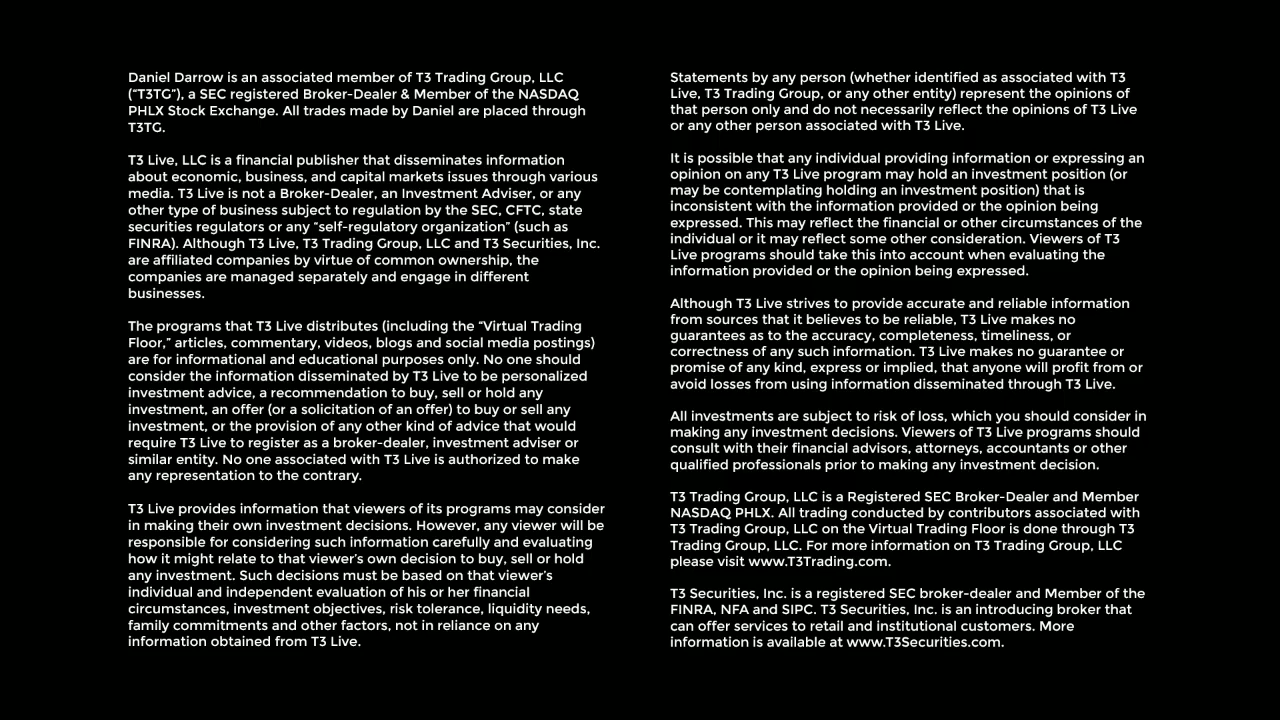 Daniel Darrow is an associated member of T3 Trading Group, LLC
(“T3TG”), a SEC registered Broker-Dealer & Member of the NASDAQ
PHLX Stock Exchange. All trades made by Daniel are placed through
T3TG.
T3 Live, LLC is a financial publisher that disseminates information
about economic, business, and capital markets issues through various
media. T3 Live is not a Broker-Dealer, an Investment Adviser, or any
other type of business subject to regulation by the SEC, CFTC, state
securities regulators or any “self-regulatory organization” (such as
FINRA). Although T3 Live, T3 Trading Group, LLC and T3 Securities, Inc.
are affiliated companies by virtue of common ownership, the
companies are managed separately and engage in different
businesses.
The programs that T3 Live distributes (including the “Virtual Trading
Floor,” articles, commentary, videos, blogs and social media postings)
are for informational and educational purposes only. No one should
consider the information disseminated by T3 Live to be personalized
investment advice, a recommendation to buy, sell or hold any
investment, an offer (or a solicitation of an offer) to buy or sell any
investment, or the provision of any other kind of advice that would
require T3 Live to register as a broker-dealer, investment adviser or
similar entity. No one associated with T3 Live is authorized to make
any representation to the contrary.
T3 Live provides information that viewers of its programs may consider
in making their own investment decisions. However, any viewer will be
responsible for considering such information carefully and evaluating
how it might relate to that viewer’s own decision to buy, sell or hold
any investment. Such decisions must be based on that viewer’s
individual and independent evaluation of his or her financial
circumstances, investment objectives, risk tolerance, liquidity needs,
family commitments and other factors, not in reliance on any
information obtained from T3 Live.
Statements by any person (whether identified as associated with T3
Live, T3 Trading Group, or any other entity) represent the opinions of
that person only and do not necessarily reflect the opinions of T3 Live
or any other person associated with T3 Live.
It is possible that any individual providing information or expressing an
opinion on any T3 Live program may hold an investment position (or
may be contemplating holding an investment position) that is
inconsistent with the information provided or the opinion being
expressed. This may reflect the financial or other circumstances of the
individual or it may reflect some other consideration. Viewers of T3
Live programs should take this into account when evaluating the
information provided or the opinion being expressed.
Although T3 Live strives to provide accurate and reliable information
from sources that it believes to be reliable, T3 Live makes no
guarantees as to the accuracy, completeness, timeliness, or
correctness of any such information. T3 Live makes no guarantee or
promise of any kind, express or implied, that anyone will profit from or
avoid losses from using information disseminated through T3 Live.
All investments are subject to risk of loss, which you should consider in
making any investment decisions. Viewers of T3 Live programs should
consult with their financial advisors, attorneys, accountants or other
qualified professionals prior to making any investment decision.
T3 Trading Group, LLC is a Registered SEC Broker-Dealer and Member
NASDAQ PHLX. All trading conducted by contributors associated with
T3 Trading Group, LLC on the Virtual Trading Floor is done through T3
Trading Group, LLC. For more information on T3 Trading Group, LLC
please visit www.T3Trading.com.
T3 Securities, Inc. is a registered SEC broker-dealer and Member of the
FINRA, NFA and SIPC. T3 Securities, Inc. is an introducing broker that
can offer services to retail and institutional customers. More
information is available at www.T3Securities.com.